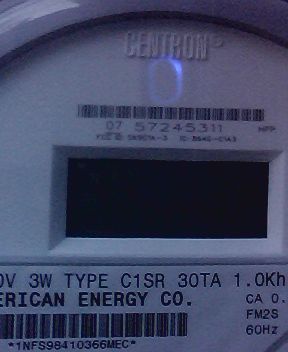 CENTRON®
07 57245311
0V 3W TYPE C1SR 30TA 1.0Kh
ERICAN ENERGY CO.
CA 0.
FM2S
60Hz
*1NFS98410366MEC*